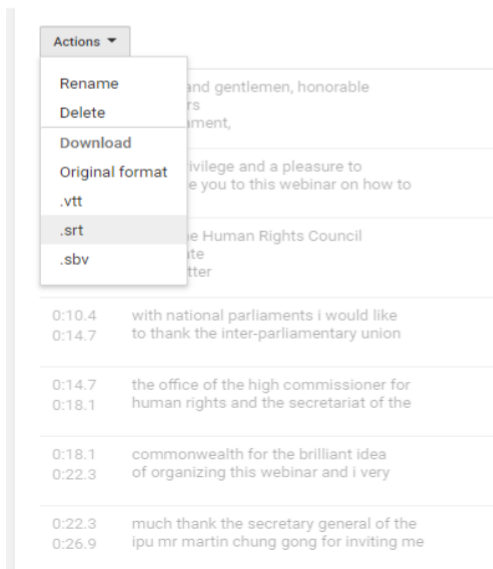 Actions
Rename
Delete
Download
Original format
.vtt
.srt
.sbv
and gentlemen, honorable
rs
ament,
ivilege and a pleasure to
e you to this webinar on how to
e Human Rights Council
ate
tter
0:10.4 with national parliaments i would like
0:14.7 to thank the inter-parliamentary union
0:14.7 the office of the high commissioner for
0:18.1 human rights and the secretariat of the
0:18.1 commonwealth for the brilliant idea
0:22.3 of organizing this webinar and i very
0:22.3 much thank the secretary general of the
0:26.9 ipu mr martin chung gong for inviting me